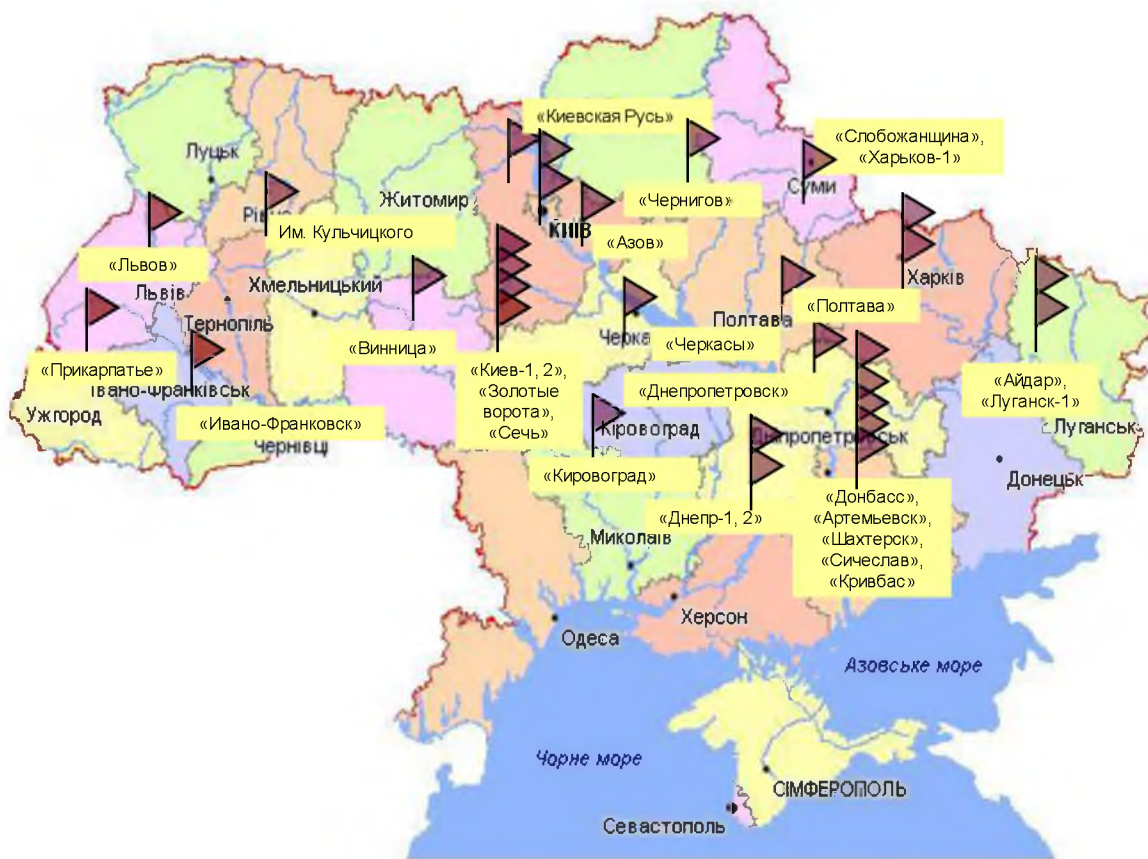 «Киевская Русь»
«Слобожанщина»,
«Харьков-1»
Луцьк
Суми
Житомир
«Чернигов»
Рівне
Им. Кульчицкого
КИЇВ
«Азов»
«Львов»
Харків
Львів
Хмельницький
Тернопіль
«Полтава»
Полтава
Черка
«Винница»
«Черкасы»
«Прикарпатье»
«Киев-1, 2»,
«Золотые
ворота»,
«Сечь»
«Днепропетровск»
«Айдар»,
«Луганск-1»
Івано-Франківськ
Ужгород
«Ивано-Франковск»
Чернівці
Кіровоград
Дніпропетровськ
Луганськ
«Кировоград»
Донецьк
«Днепр-1, 2»
«Донбасс»,
«Артемьевск»,
«Шахтерск»,
«Сичеслав»,
«Кривбас»
Миколаїв
Херсон
Одеса
Азовське море
Чорне море
СІМФЕРОПОЛЬ
Севастополь